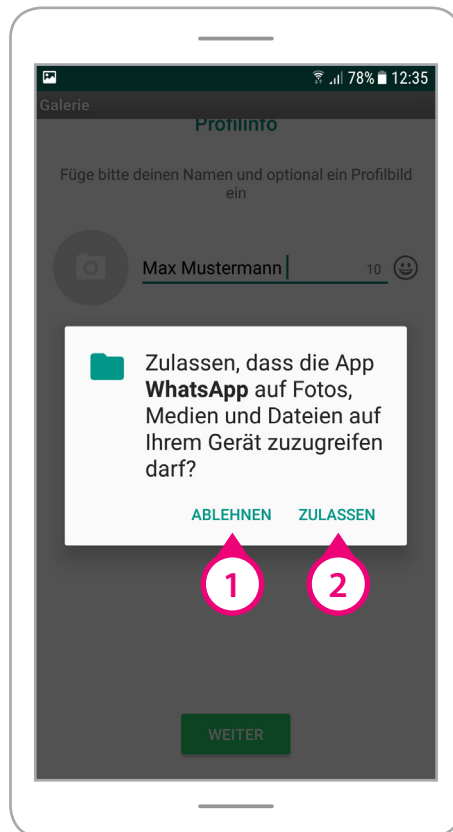 78% 12:35
Galerie
Profilinfo
Füge bitte deinen Namen und optional ein Profilbild
ein
Max Mustermann 10
Zulassen, dass die App
WhatsApp auf Fotos,
Medien und Dateien auf
Ihrem Gerät zuzugreifen
darf?
ABLEHNEN ZULASSEN
1 2
WEITER